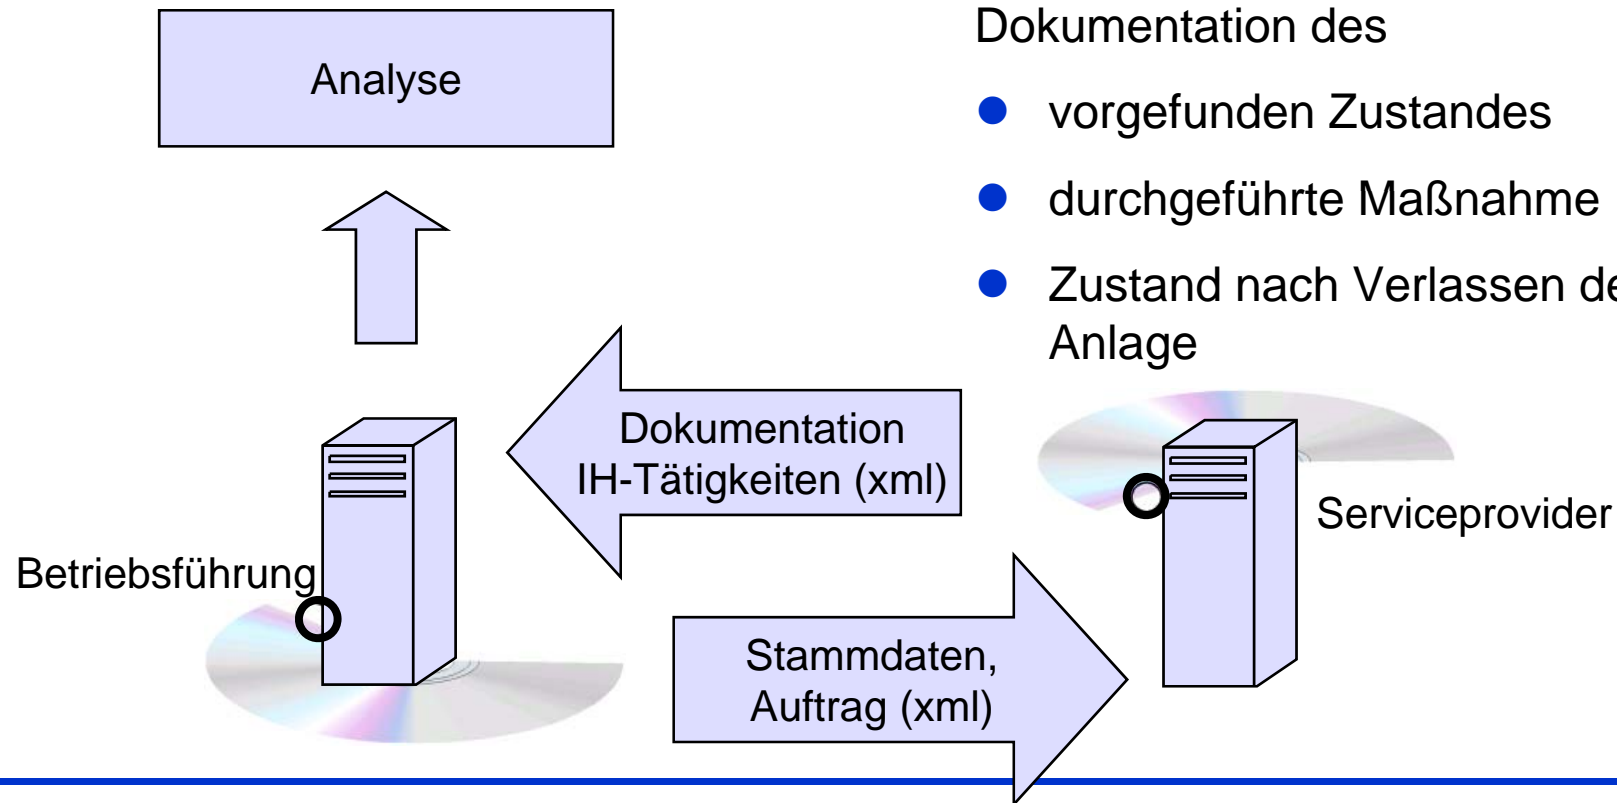 Analyse
Dokumentation des
vorgefunden Zustandes
durchgeführte Maßnahme
Zustand nach Verlassen
Anlage
Dokumentation
IH-Tätigkeiten (xml)
Serviceprovider
Betriebsführung
Stammdaten,
Auftrag (xml)